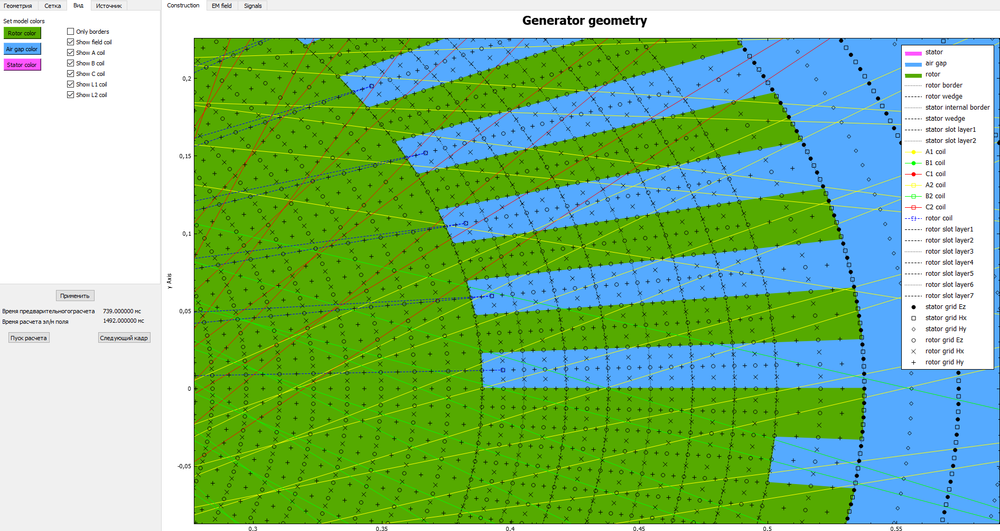 Геометрия Сетка Вид Источник
Construction EM field Signals
Set model colors
Rotor color
Air gap color
Stator color
Only borders
Show field coil
Show A coil
Show B coil
Show C coil
Show L1 coil
Show L2 coil
Применить
Время предварительногорасчета 739.000000 мс
Время расчета эл/м поля 1492.000000 мс
Пуск расчета Следующий кадр
Generator geometry
Y Axis
0,2
0,15
0,1
0,05
0
-0,05
0.3 0.35 0.4 0.45 0.5 0.55
stator
air gap
rotor
rotor border
rotor wedge
stator internal border
stator wedge
stator slot layer1
stator slot layer2
A1 coil
B1 coil
C1 coil
A2 coil
B2 coil
C2 coil
rotor coil
rotor slot layer1
rotor slot layer2
rotor slot layer3
rotor slot layer4
rotor slot layer5
rotor slot layer6
rotor slot layer7
stator grid Ez
stator grid Hx
stator grid Hy
rotor grid Ez
rotor grid Hx
rotor grid Hy